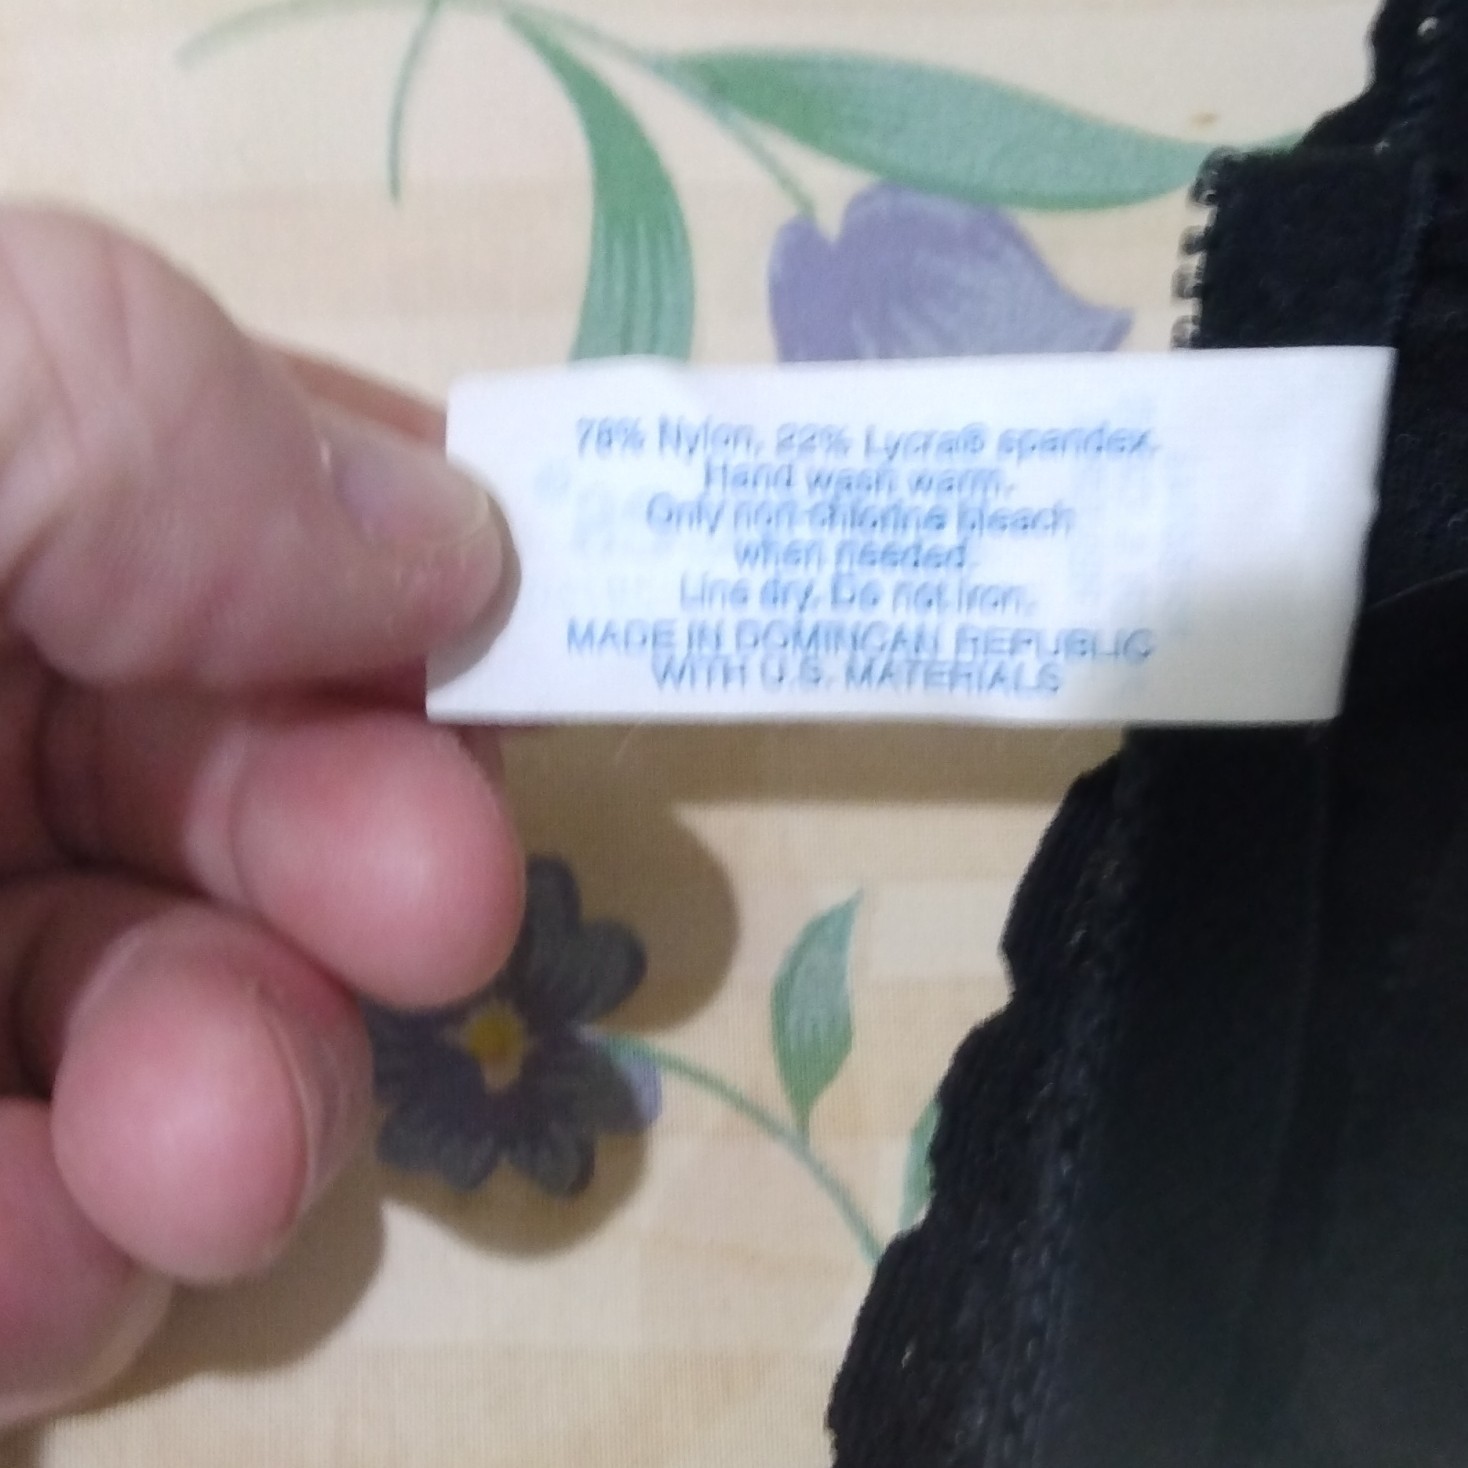 78% Nylon, 22% Lycra® spandex.
Hand wash warm.
Only non-chlorine bleach
when needed.
Line dry. Do not iron.
MADE IN DOMINICAN REPUBLIC
WITH U.S. MATERIALS